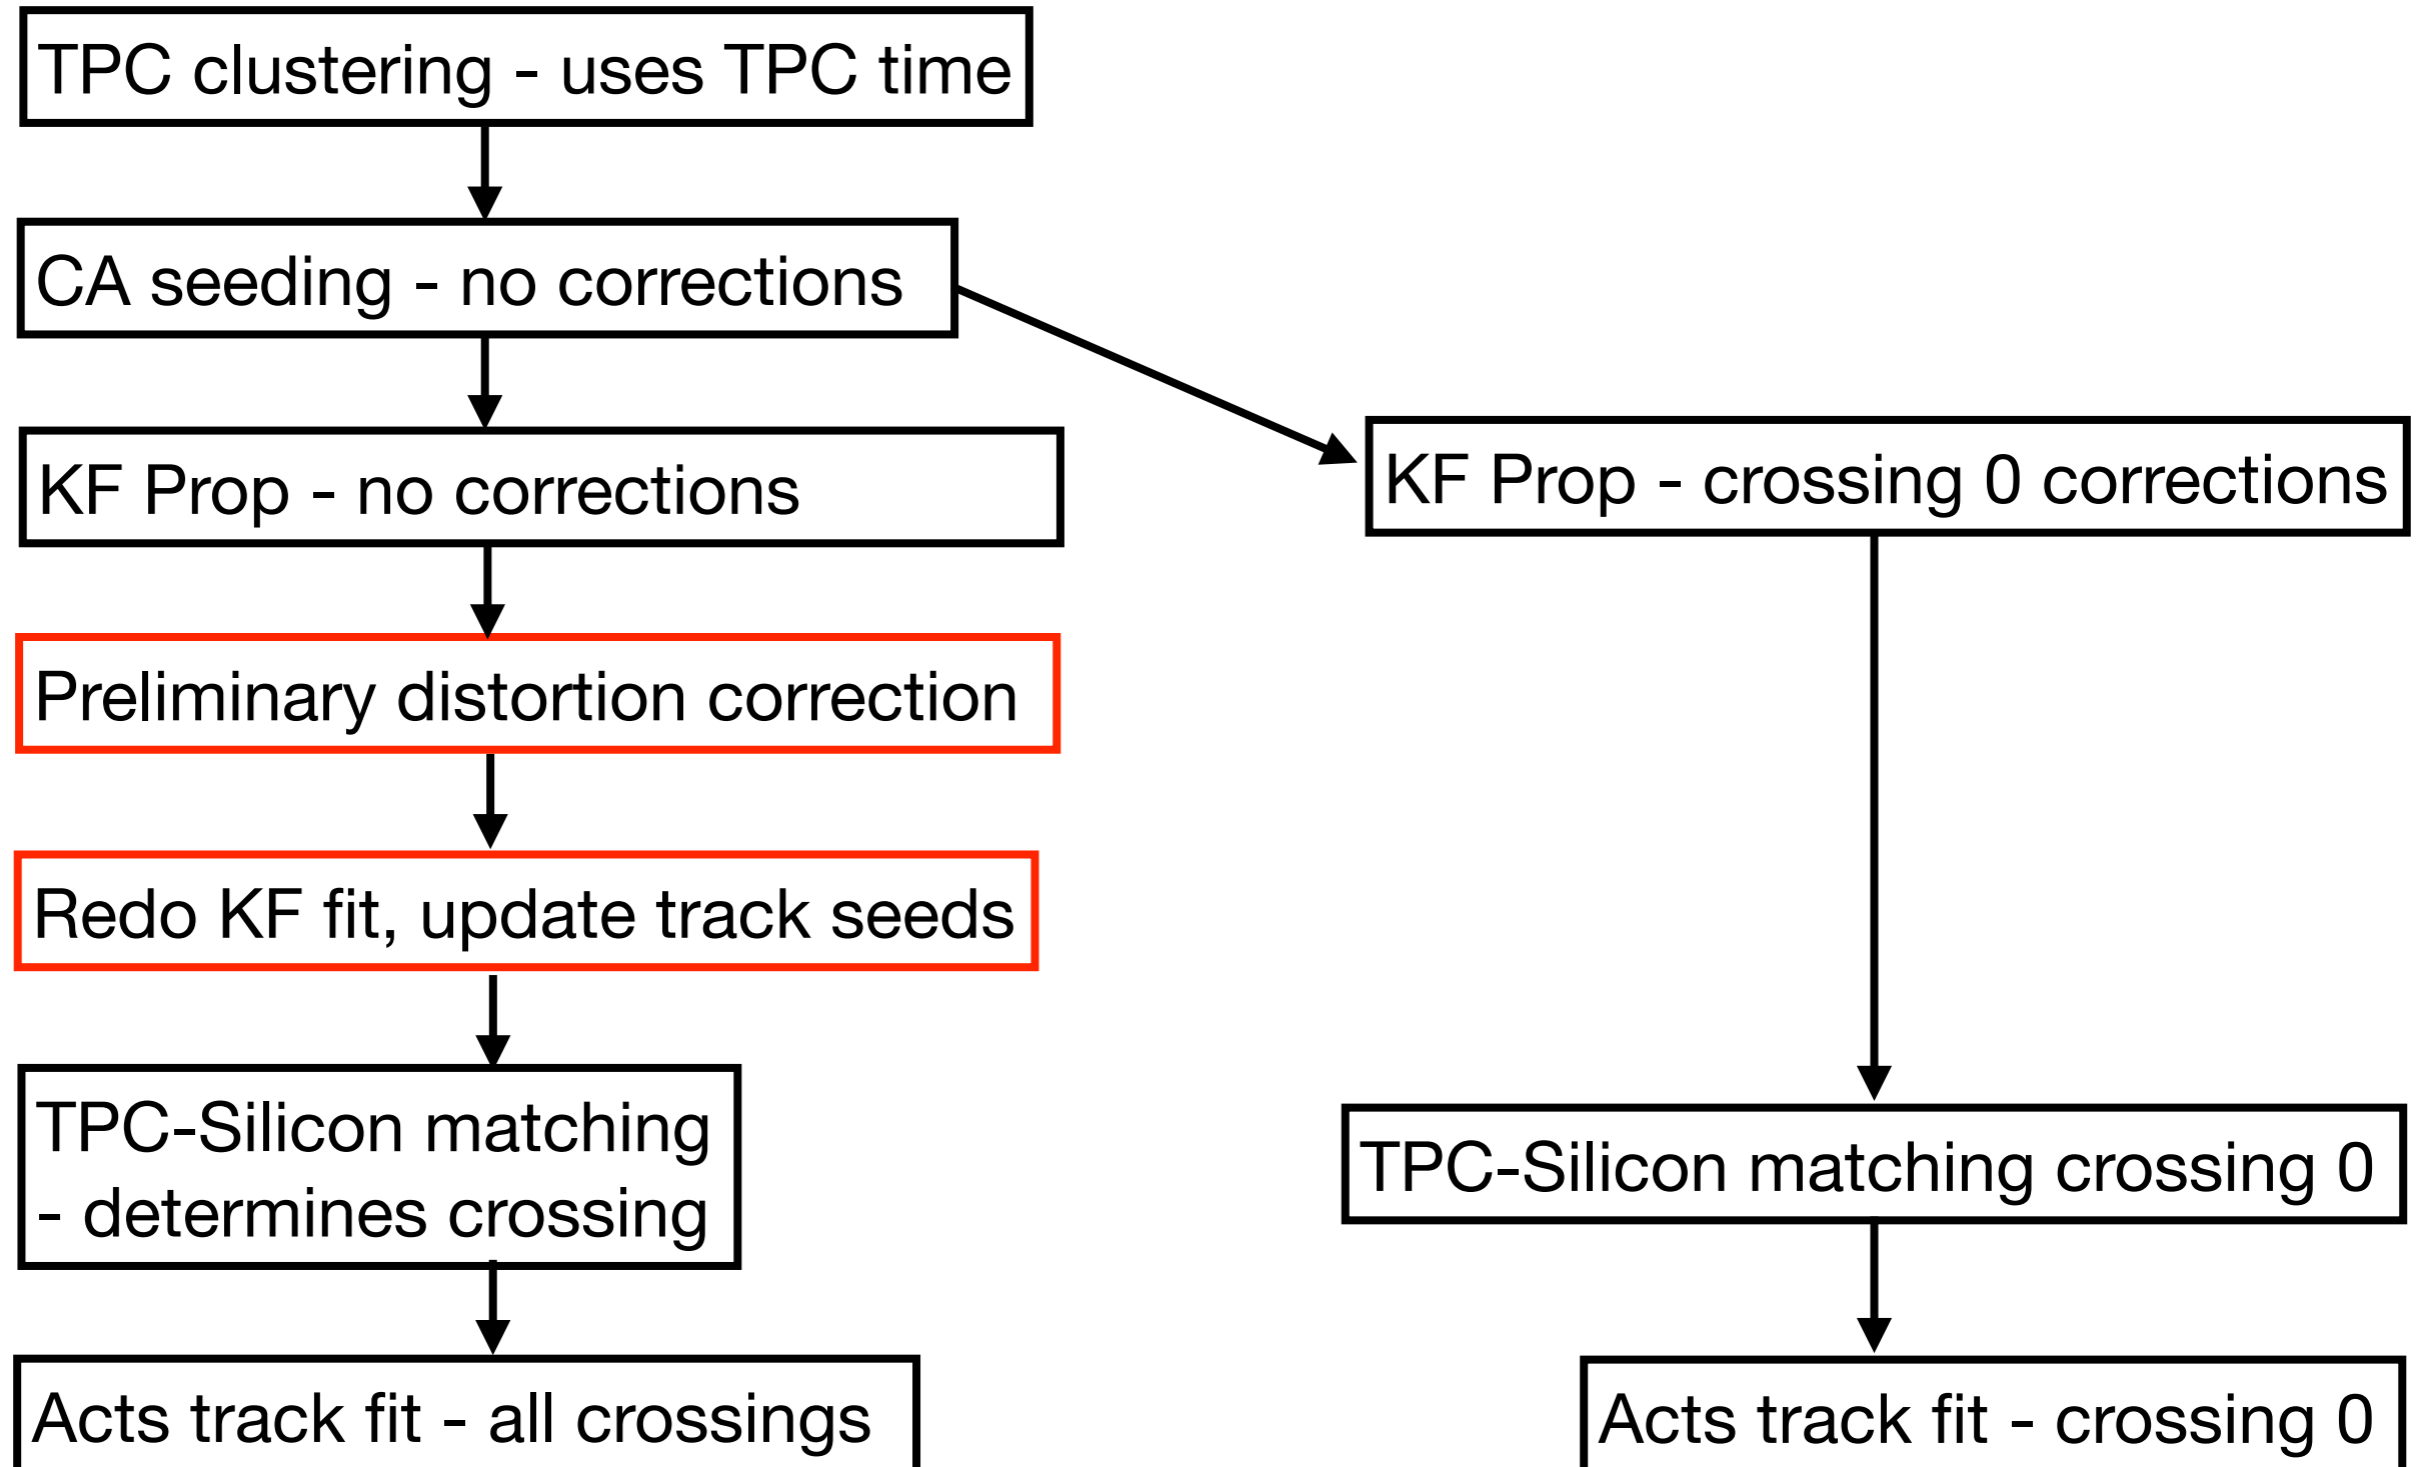 TPC clustering - uses TPC time
CA seeding - no corrections
KF Prop - no corrections
KF Prop - crossing 0 corrections
Preliminary distortion correction
Redo KF fit, update track seeds
TPC-Silicon matching
- determines crossing
TPC-Silicon matching crossing 0
Acts track fit - all crossings
Acts track fit - crossing 0